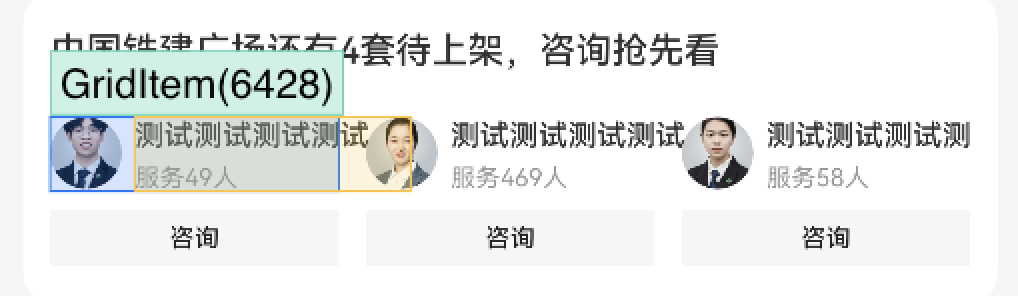 中国铁建广场还有4套待上架，咨询抢先看
GridItem(6428)
测试测试测试测试 测试测试测试测试 测试测试测试测
服务49人 服务469人 服务58人
咨询 咨询 咨询